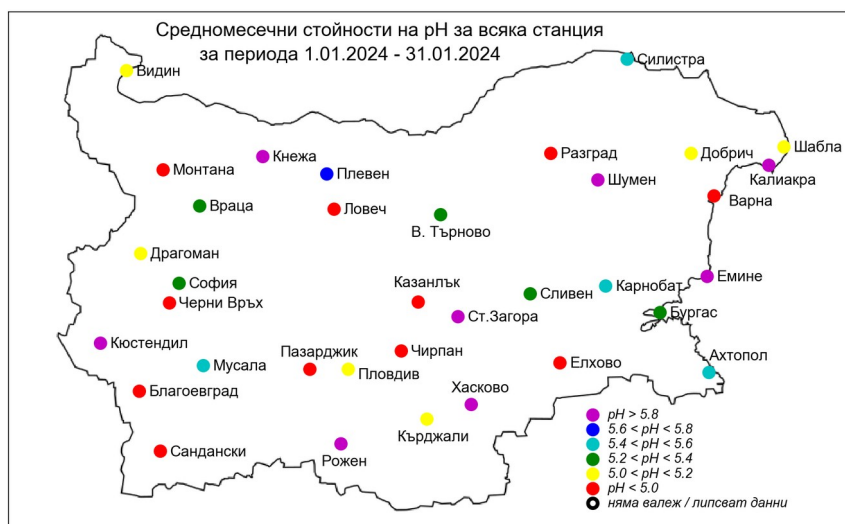 Средномесечни стойности на pH за всяка станция
за периода 1.01.2024 - 31.01.2024
Силистра
Видин
Шабла
Кнежа
Разград
Добрич
Монтана
Плевен
Калиакра
Шумен
Варна
Враца
Ловеч
В. Търново
Драгоман
Емине
София
Карнобат
Казанлък
Сливен
Черни Връх
Бургас
Ст.Загора
Кюстендил
Чирпан
Пазарджик
Ахтопол
Мусала
Елхово
Пловдив
Благоевград
Хасково
Кърджали
Сандански
Рожен
pH > 5.8
5.6 < pH < 5.8
5.4 < pH < 5.6
5.2 < pH < 5.4
5.0 < pH < 5.2
pH < 5.0
няма валеж / липсват данни